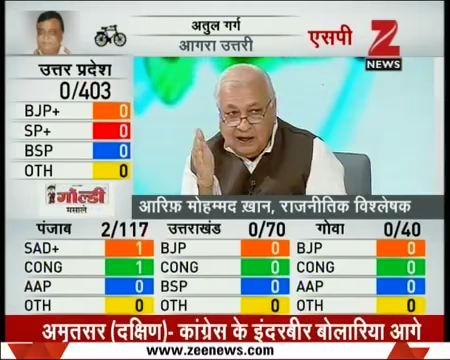 अतुल गर्ग
आगरा उत्तरी
एसपी
Z
ZEE
NEWS
उत्तर प्रदेश
0/403
BJP+ 0
SP+ 0
BSP 0
OTH 0
गोल्डी
मसाले
आरिफ़ मोहम्मद ख़ान, राजनीतिक विश्लेषक
पंजाब 2/117 उत्तराखंड 0/70 गोवा 0/40
SAD+ 1 BJP 0 BJP 0
CONG 1 CONG 0 CONG 0
AAP 0 BSP 0 AAP 0
OTH 0 OTH 0 OTH 0
अमृतसर (दक्षिण)- कांग्रेस के इंदरबीर बोलारिया आगे
www.zeenews.com